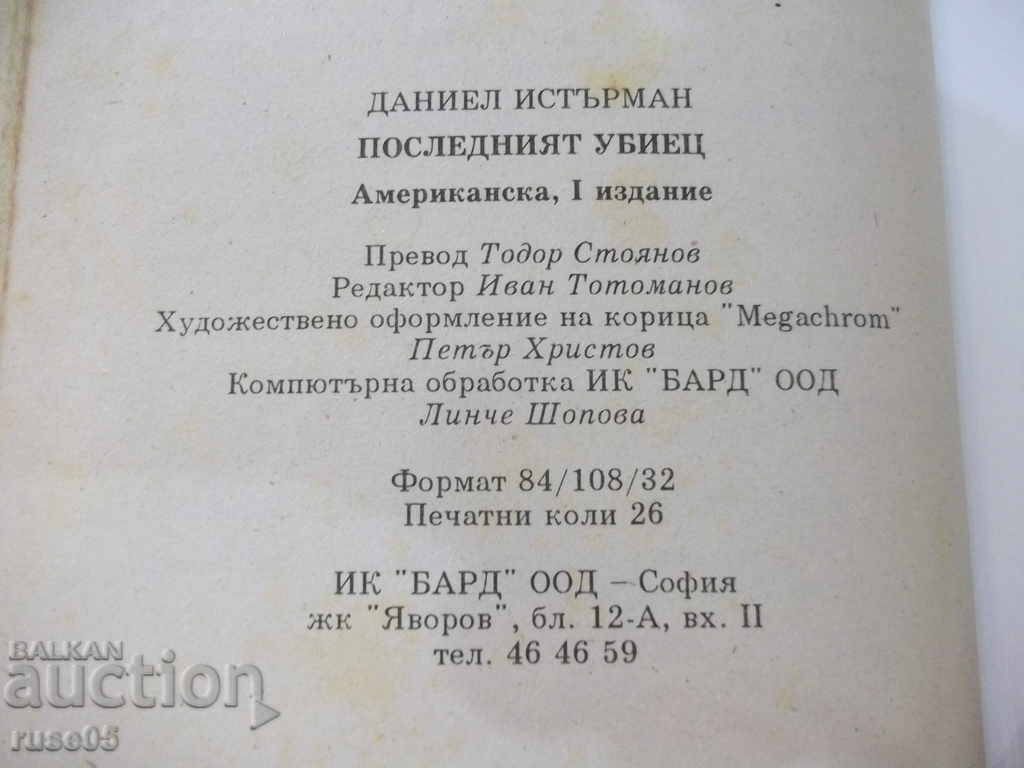 ДАНИЕЛ ИСТЪРМАН
ПОСЛЕДНИЯТ УБИЕЦ
Американска, I издание
Превод Тодор Стоянов
Редактор Иван Тотоманов
Художествено оформление на корица "Megachrom"
Петър Христов
Компютърна обработка ИК "БАРД" ООД
Линче Шопова
Формат 84/108/32
Печатни коли 26
ИК "БАРД" ООД – София
жк "Яворов", бл. 12-А, вх. II
тел. 46 46 59
BALKAN
auction
ruse05